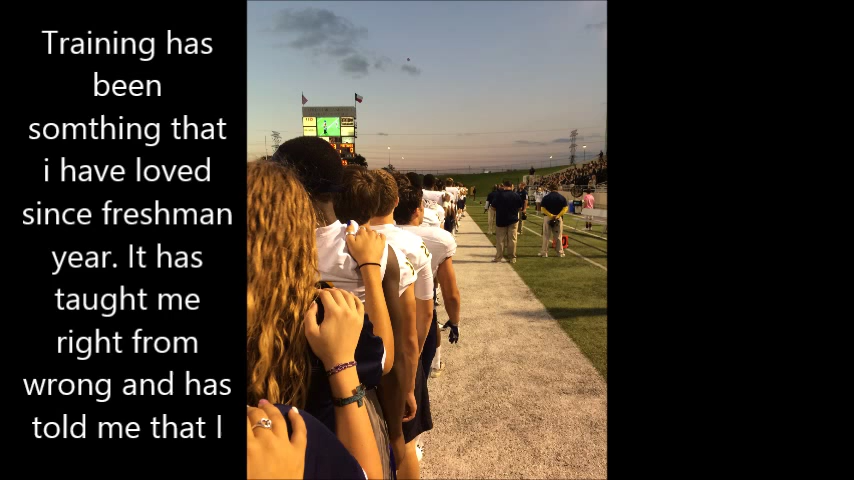 Training has
been
somthing that
i have loved
since freshman
year. It has
taught me
right from
wrong and has
told me that I